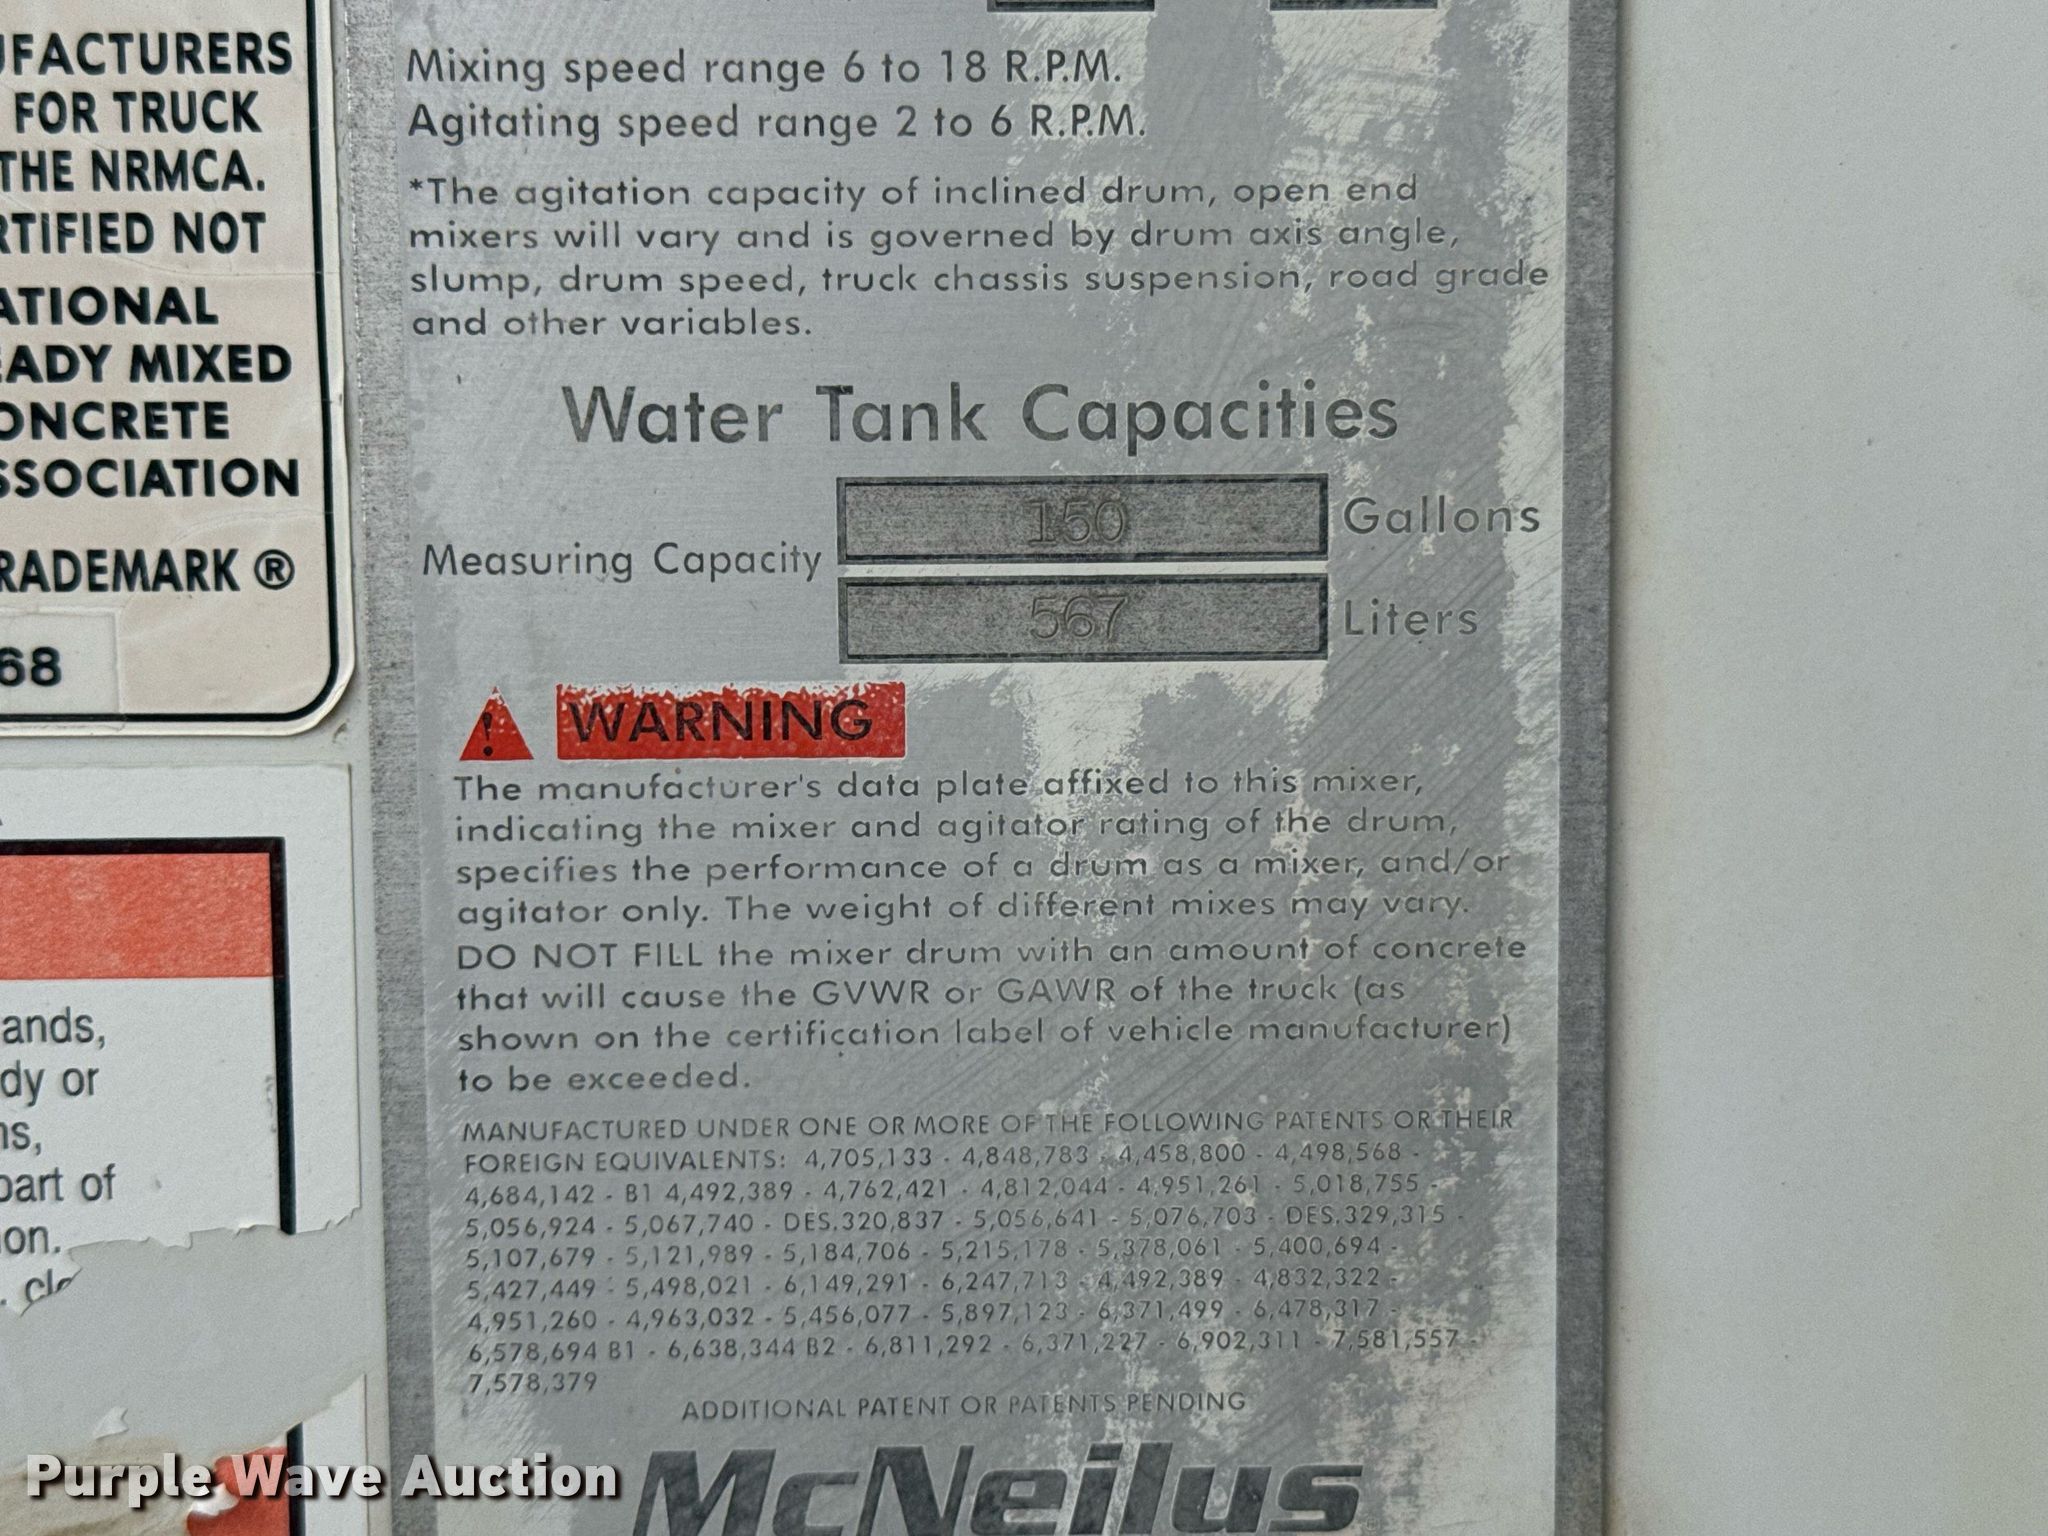 UFACTURERS
FOR TRUCK
THE NRMCA.
RTIFIED NOT
ATIONAL
EADY MIXED
ONCRETE
SSOCIATION
RADEMARK ®
68
ands,
dy or
ns,
part of
on.
. clo
Mixing speed range 6 to 18 R.P.M.
Agitating speed range 2 to 6 R.P.M.
*The agitation capacity of inclined drum, open end
mixers will vary and is governed by drum axis angle,
slump, drum speed, truck chassis suspension, road grade
and other variables.
Water Tank Capacities
Measuring Capacity
150 Gallons
567 Liters
! WARNING
The manufacturer's data plate affixed to this mixer,
indicating the mixer and agitator rating of the drum,
specifies the performance of a drum as a mixer, and/or
agitator only. The weight of different mixes may vary.
DO NOT FILL the mixer drum with an amount of concrete
that will cause the GVWR or GAWR of the truck (as
shown on the certification label of vehicle manufacturer)
to be exceeded.
MANUFACTURED UNDER ONE OR MORE OF THE FOLLOWING PATENTS OR THEIR
FOREIGN EQUIVALENTS: 4,705,133 - 4,848,783 - 4,458,800 - 4,498,568 -
4,684,142 - B1 4,492,389 - 4,762,421 - 4,812,044 - 4,951,261 - 5,018,755 -
5,056,924 - 5,067,740 - DES.320,837 - 5,056,641 - 5,076,703 - DES.329,315 -
5,107,679 - 5,121,989 - 5,184,706 - 5,215,178 - 5,378,061 - 5,400,694 -
5,427,449 - 5,498,021 - 6,149,291 - 6,247,713 - 4,492,389 - 4,832,322 -
4,951,260 - 4,963,032 - 5,456,077 - 5,897,123 - 6,371,499 - 6,478,317 -
6,578,694 B1 - 6,638,344 B2 - 6,811,292 - 6,371,227 - 6,902,311 - 7,581,557 -
7,578,379
ADDITIONAL PATENT OR PATENTS PENDING
McNeilus
Purple Wave Auction